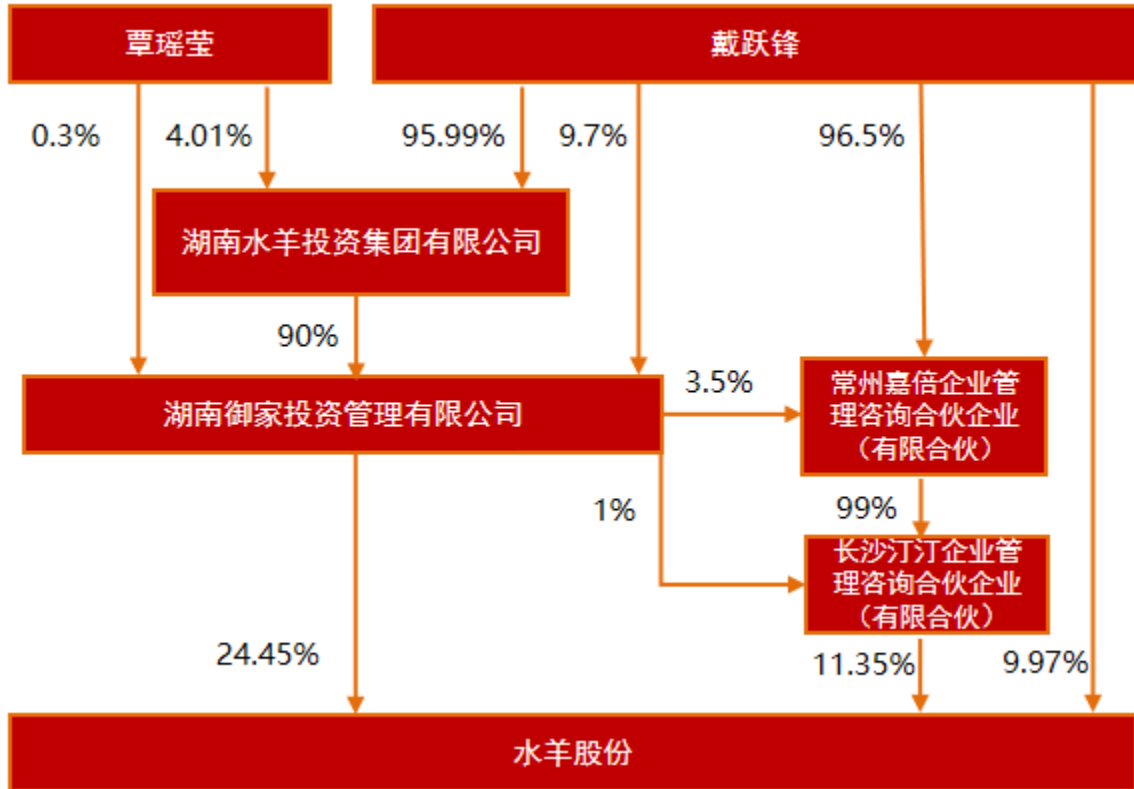 覃瑶莹
戴跃锋
0.3%
4.01%
95.99%
9.7%
96.5%
湖南水羊投资集团有限公司
90%
湖南御家投资管理有限公司
3.5%
常州嘉倍企业管
理咨询合伙企业
（有限合伙）
1%
99%
长沙汀汀企业管
理咨询合伙企业
（有限合伙）
24.45%
11.35%
9.97%
水羊股份